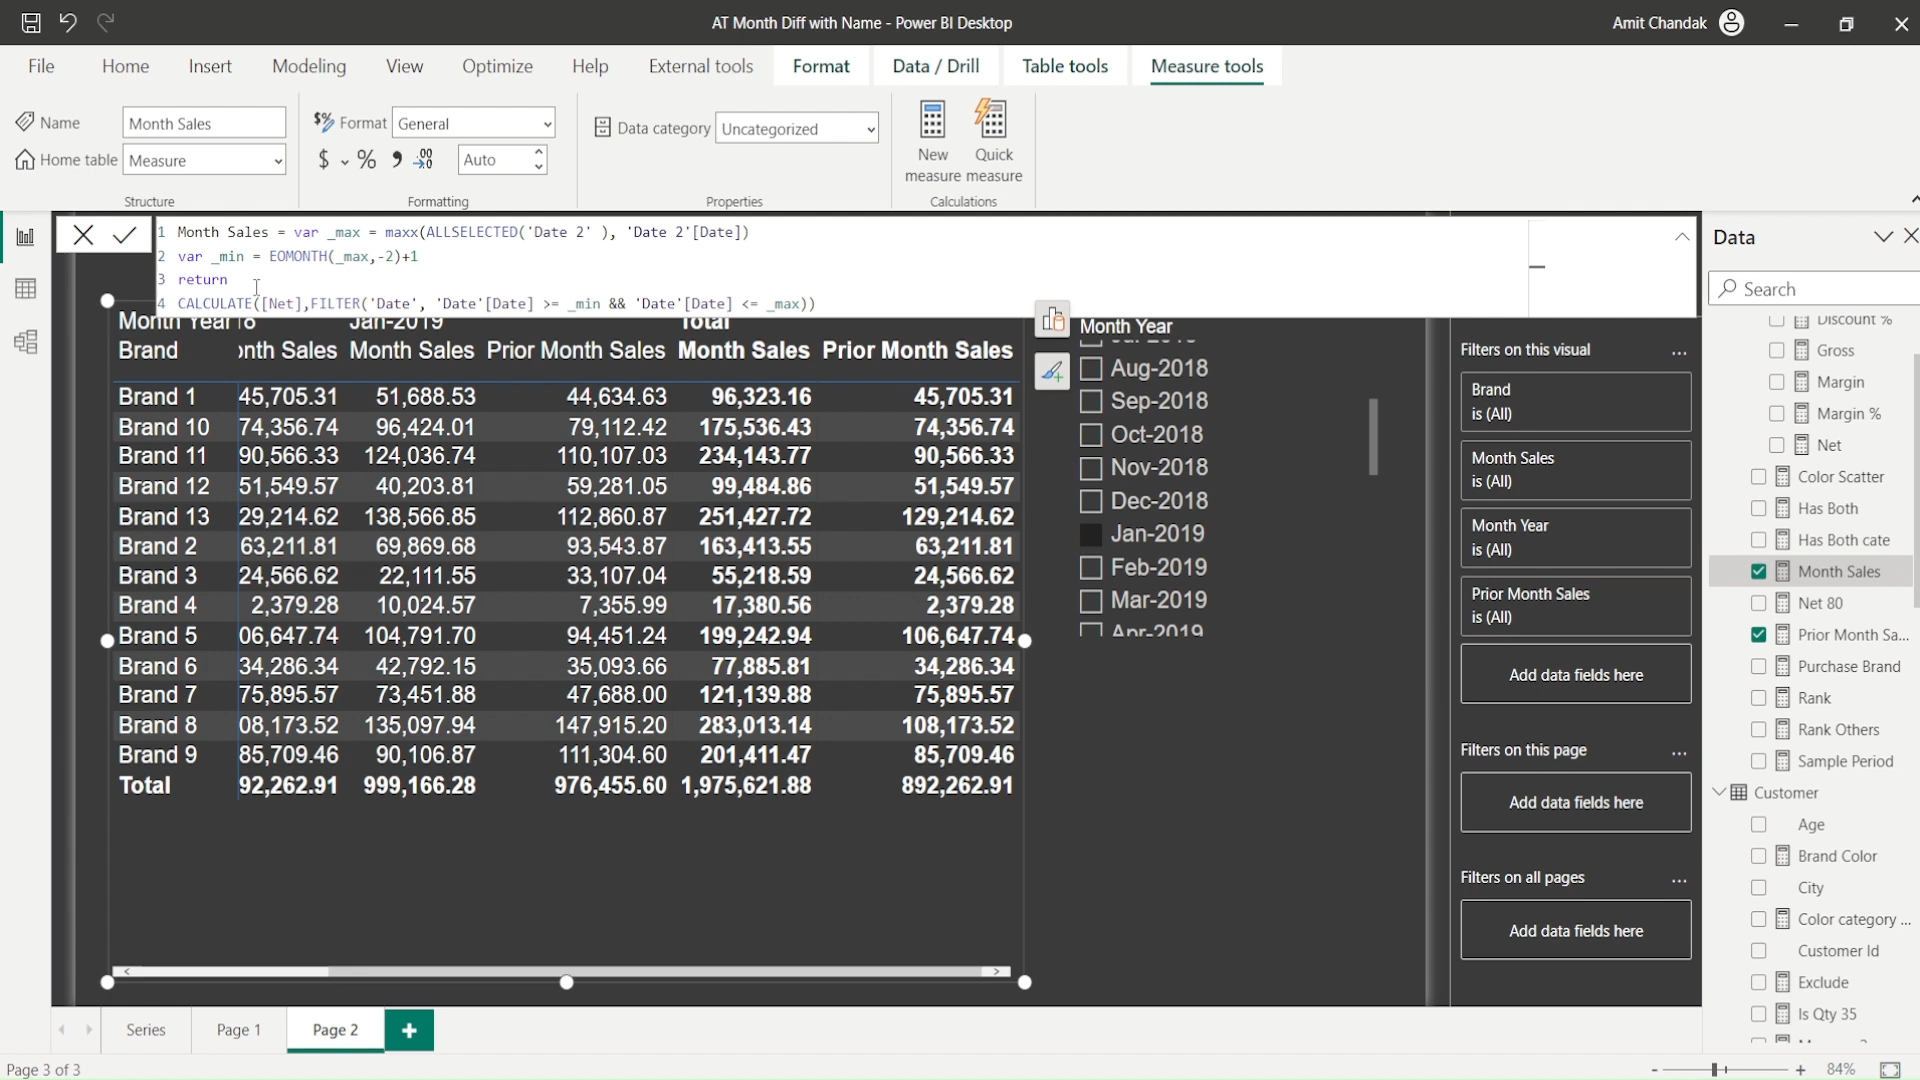 AT Month Diff with Name - Power BI Desktop
Amit Chandak
File Home Insert Modeling View Optimize Help External tools Format Data / Drill Table tools Measure tools
Name Month Sales
Format General
Data category Uncategorized
New measure
Quick measure
Home table Measure
$ % Auto
Structure Formatting Properties Calculations
1 Month Sales = var _max = maxx(ALLSELECTED('Date 2' ), 'Date 2'[Date])
2 var _min = EOMONTH(_max,-2)+1
3 return
4 CALCULATE([Net],FILTER('Date', 'Date'[Date] >= _min && 'Date'[Date] <= _max))
Month Year Jan-2019 Total
Brand onth Sales Month Sales Prior Month Sales Month Sales Prior Month Sales
Brand 1 45,705.31 51,688.53 44,634.63 96,323.16 45,705.31
Brand 10 74,356.74 96,424.01 79,112.42 175,536.43 74,356.74
Brand 11 90,566.33 124,036.74 110,107.03 234,143.77 90,566.33
Brand 12 51,549.57 40,203.81 59,281.05 99,484.86 51,549.57
Brand 13 29,214.62 138,566.85 112,860.87 251,427.72 129,214.62
Brand 2 63,211.81 69,869.68 93,543.87 163,413.55 63,211.81
Brand 3 24,566.62 22,111.55 33,107.04 55,218.59 24,566.62
Brand 4 2,379.28 10,024.57 7,355.99 17,380.56 2,379.28
Brand 5 06,647.74 104,791.70 94,451.24 199,242.94 106,647.74
Brand 6 34,286.34 42,792.15 35,093.66 77,885.81 34,286.34
Brand 7 75,895.57 73,451.88 47,688.00 121,139.88 75,895.57
Brand 8 08,173.52 135,097.94 147,915.20 283,013.14 108,173.52
Brand 9 85,709.46 90,106.87 111,304.60 201,411.47 85,709.46
Total 92,262.91 999,166.28 976,455.60 1,975,621.88 892,262.91
Month Year
Aug-2018
Sep-2018
Oct-2018
Nov-2018
Dec-2018
Jan-2019
Feb-2019
Mar-2019
Apr-2019
Filters on this visual ...
Brand
is (All)
Month Sales
is (All)
Month Year
is (All)
Prior Month Sales
is (All)
Add data fields here
Filters on this page ...
Add data fields here
Filters on all pages ...
Add data fields here
Data
Search
Discount %
Gross
Margin
Margin %
Net
Color Scatter
Has Both
Has Both cate
Month Sales
Net 80
Prior Month Sa...
Purchase Brand
Rank
Rank Others
Sample Period
Customer
Age
Brand Color
City
Color category ...
Customer Id
Exclude
Is Qty 35
Series Page 1 Page 2 +
Page 3 of 3
- + 84%